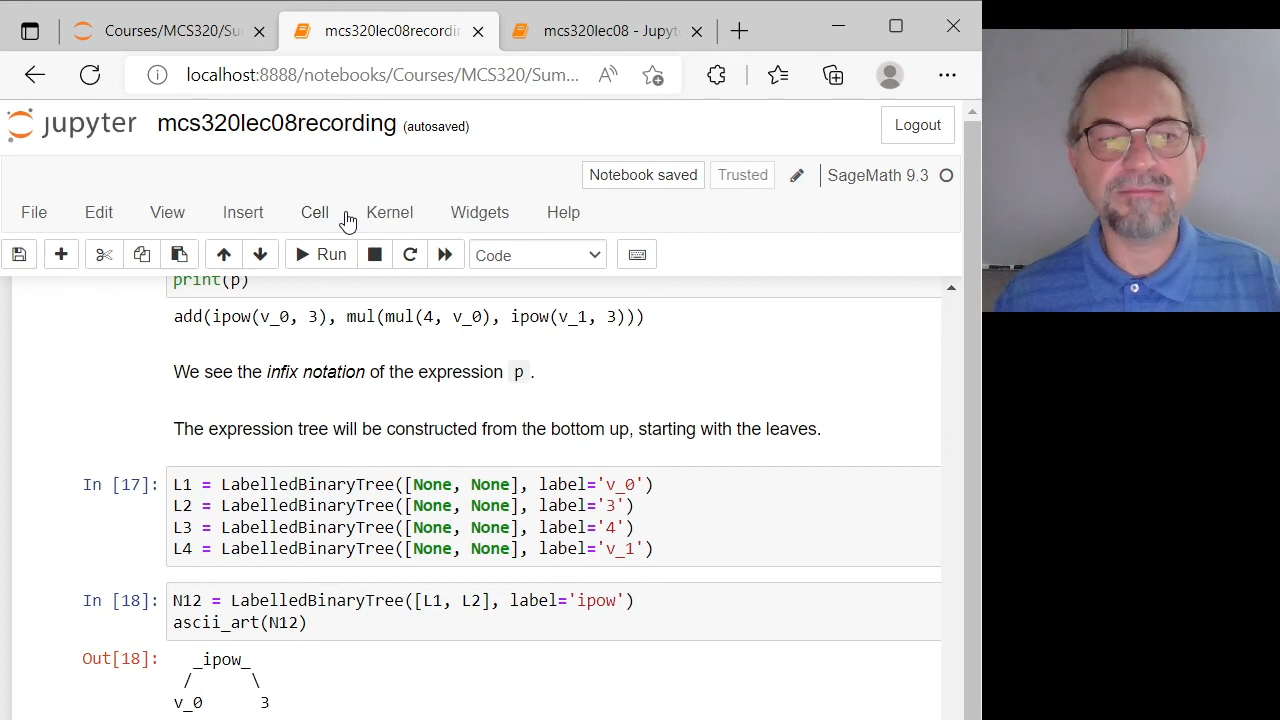 Courses/MCS320/Su
mcs320lec08recordi
mcs320lec08 - Jupyt
localhost:8888/notebooks/Courses/MCS320/Summ...
jupyter mcs320lec08recording (autosaved)
Logout
Notebook saved Trusted SageMath 9.3
File Edit View Insert Cell Kernel Widgets Help
Run Code
print(p)
add(ipow(v_0, 3), mul(mul(4, v_0), ipow(v_1, 3)))
We see the infix notation of the expression p.
The expression tree will be constructed from the bottom up, starting with the leaves.
In [17]: L1 = LabelledBinaryTree([None, None], label='v_0')
L2 = LabelledBinaryTree([None, None], label='3')
L3 = LabelledBinaryTree([None, None], label='4')
L4 = LabelledBinaryTree([None, None], label='v_1')
In [18]: N12 = LabelledBinaryTree([L1, L2], label='ipow')
ascii_art(N12)
Out[18]: _ipow_
/ \
v_0 3